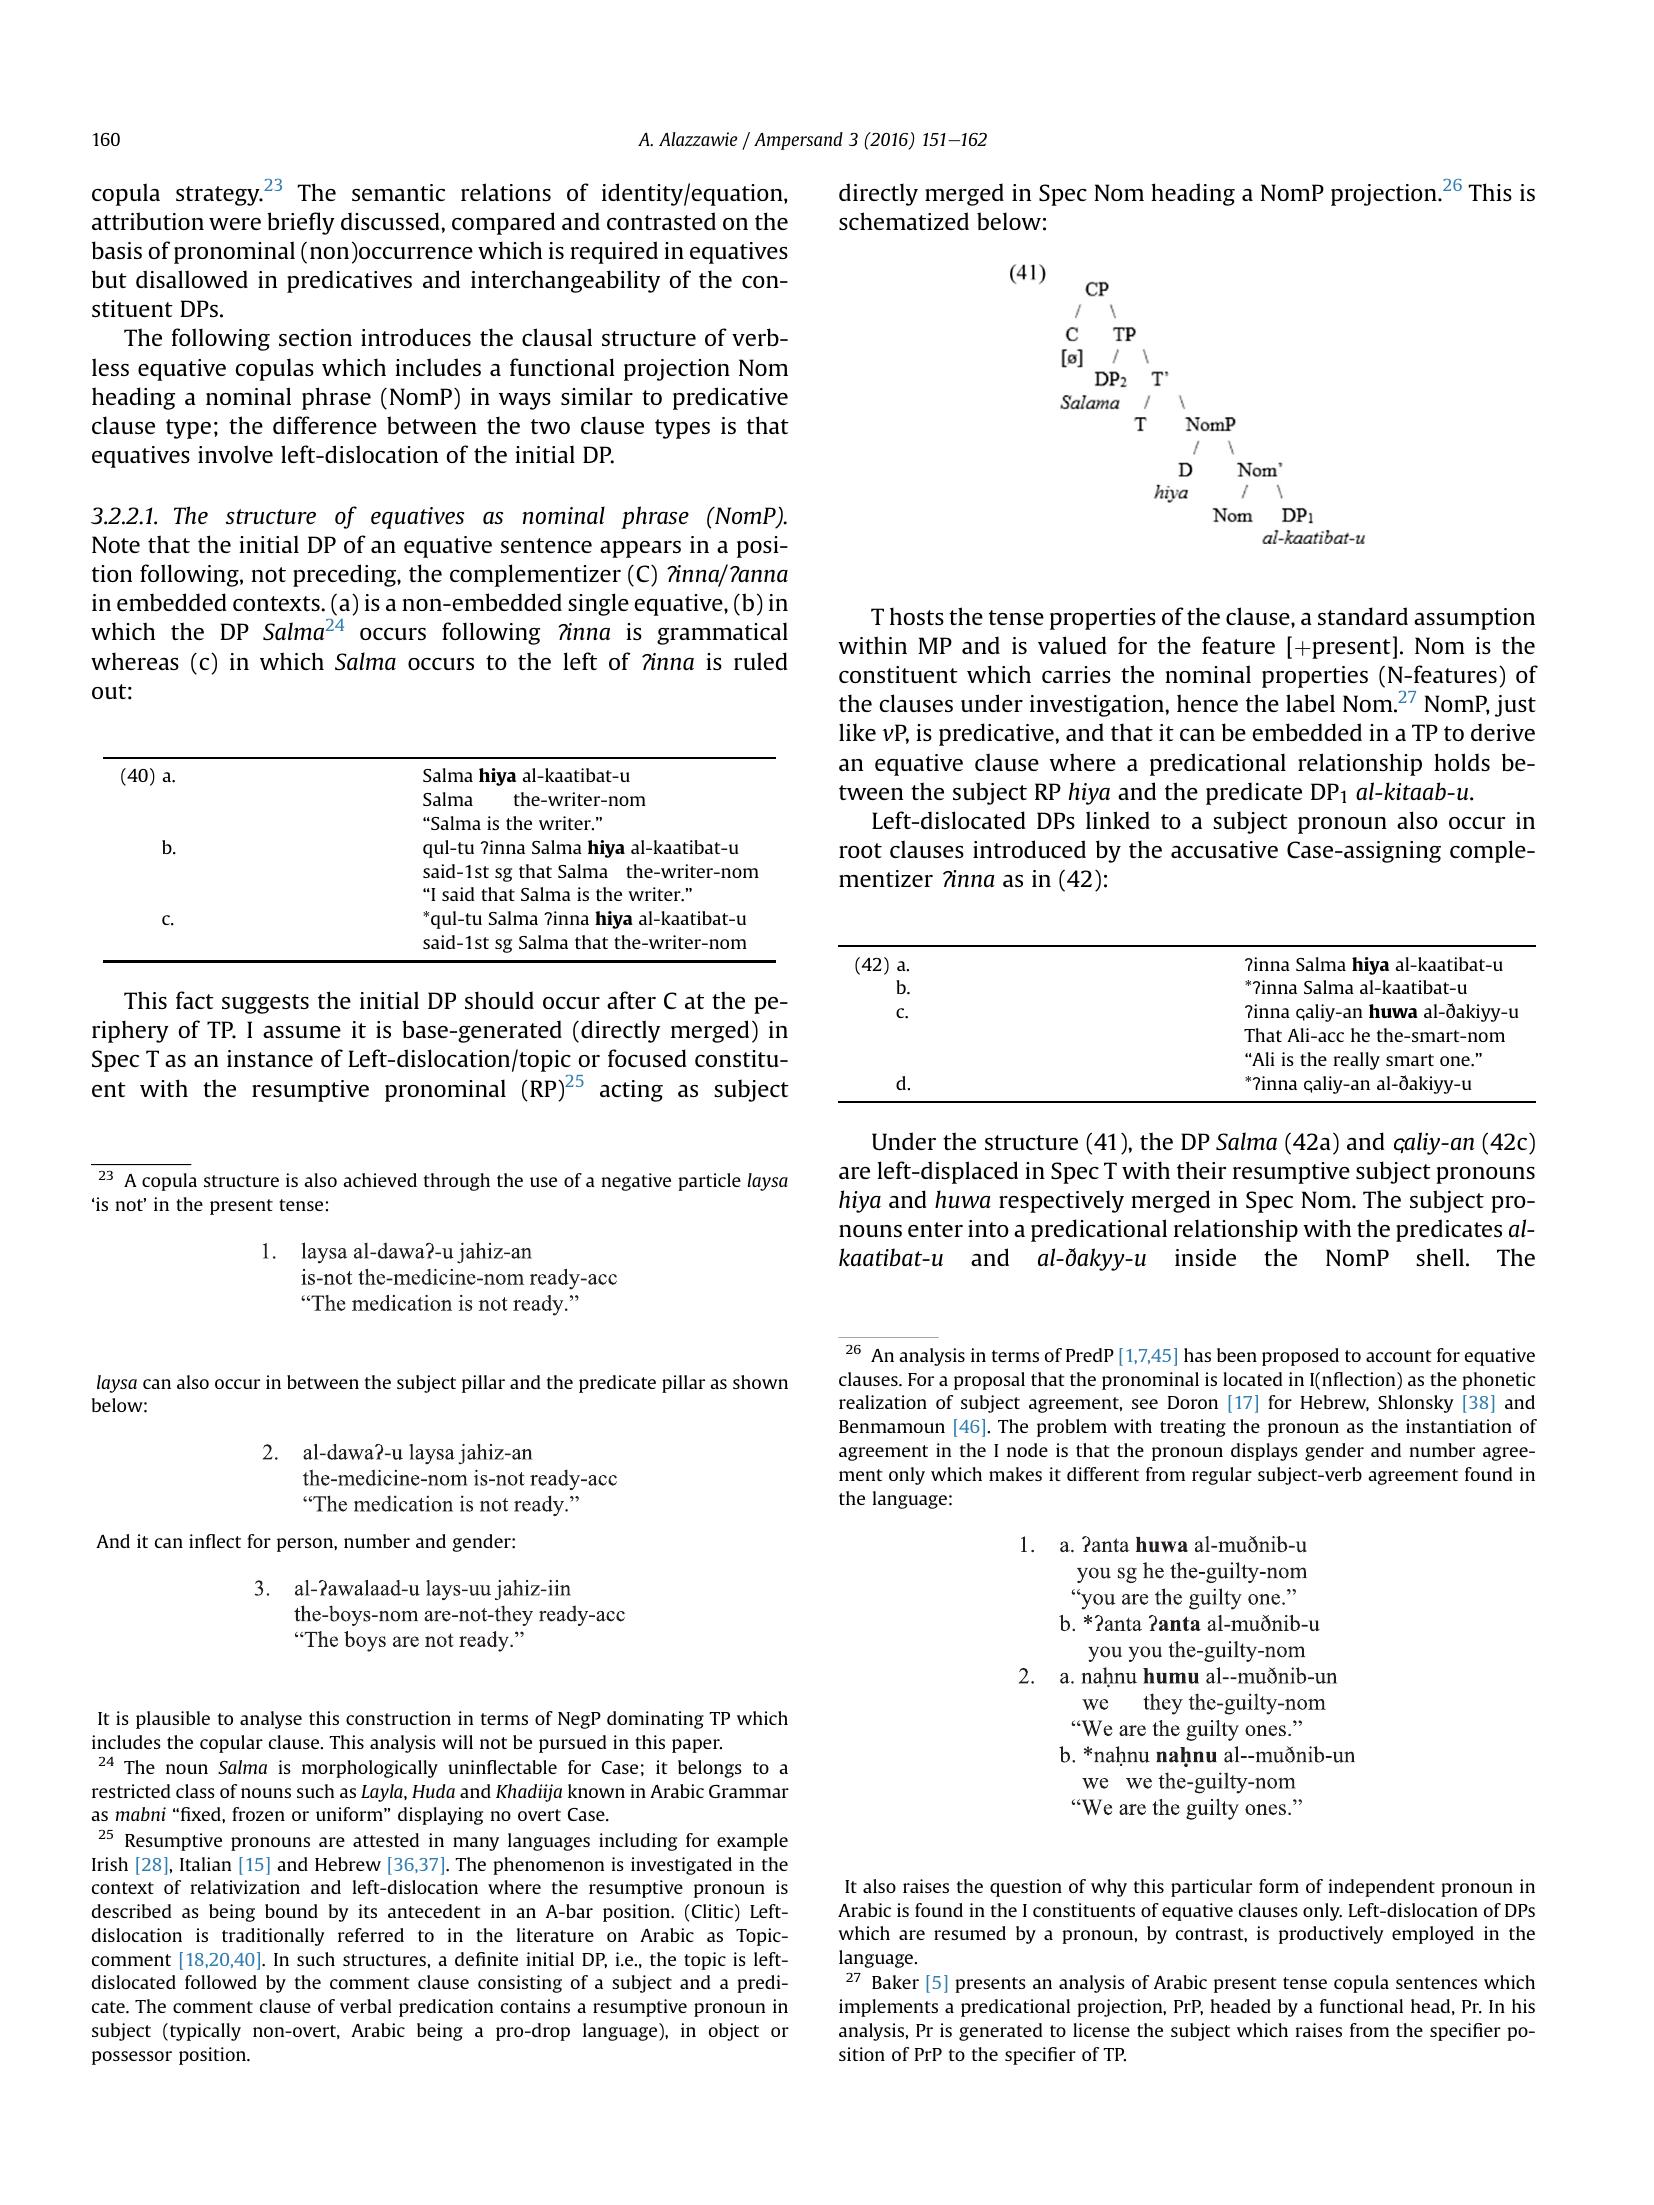 160
A. Alazzawie / Ampersand 3 (2016) 151—162
copula strategy.23 The semantic relations of identity/equation,
attribution were briefly discussed, compared and contrasted on the
basis of pronominal (non)occurrence which is required in equatives
but disallowed in predicatives and interchangeability of the con-
stituent DPs.
The following section introduces the clausal structure of verb-
less equative copulas which includes a functional projection Nom
heading a nominal phrase (NomP) in ways similar to predicative
clause type; the difference between the two clause types is that
equatives involve left-dislocation of the initial DP.
3.2.2.1. The structure of equatives as nominal phrase (NomP).
Note that the initial DP of an equative sentence appears in a posi-
tion following, not preceding, the complementizer (C) ʔinna/ʔanna
in embedded contexts. (a) is a non-embedded single equative, (b) in
which the DP Salma24 occurs following ʔinna is grammatical
whereas (c) in which Salma occurs to the left of ʔinna is ruled
out:
(40) a. Salma hiya al-kaatibat-u
Salma the-writer-nom
“Salma is the writer.”
b. qul-tu ʔinna Salma hiya al-kaatibat-u
said-1st sg that Salma the-writer-nom
“I said that Salma is the writer.”
c. *qul-tu Salma ʔinna hiya al-kaatibat-u
said-1st sg Salma that the-writer-nom
This fact suggests the initial DP should occur after C at the pe-
riphery of TP. I assume it is base-generated (directly merged) in
Spec T as an instance of Left-dislocation/topic or focused constitu-
ent with the resumptive pronominal (RP)25 acting as subject
23 A copula structure is also achieved through the use of a negative particle laysa
‘is not’ in the present tense:
1. laysa al-dawaʔ-u jahiz-an
is-not the-medicine-nom ready-acc
“The medication is not ready.”
laysa can also occur in between the subject pillar and the predicate pillar as shown
below:
2. al-dawaʔ-u laysa jahiz-an
the-medicine-nom is-not ready-acc
“The medication is not ready.”
And it can inflect for person, number and gender:
3. al-ʔawalaad-u lays-uu jahiz-iin
the-boys-nom are-not-they ready-acc
“The boys are not ready.”
It is plausible to analyse this construction in terms of NegP dominating TP which
includes the copular clause. This analysis will not be pursued in this paper.
24 The noun Salma is morphologically uninflectable for Case; it belongs to a
restricted class of nouns such as Layla, Huda and Khadiija known in Arabic Grammar
as mabni “fixed, frozen or uniform” displaying no overt Case.
25 Resumptive pronouns are attested in many languages including for example
Irish [28], Italian [15] and Hebrew [36,37]. The phenomenon is investigated in the
context of relativization and left-dislocation where the resumptive pronoun is
described as being bound by its antecedent in an A-bar position. (Clitic) Left-
dislocation is traditionally referred to in the literature on Arabic as Topic-
comment [18,20,40]. In such structures, a definite initial DP, i.e., the topic is left-
dislocated followed by the comment clause consisting of a subject and a predi-
cate. The comment clause of verbal predication contains a resumptive pronoun in
subject (typically non-overt, Arabic being a pro-drop language), in object or
possessor position.
directly merged in Spec Nom heading a NomP projection.26 This is
schematized below:
(41)
CP
/ \
C TP
[ø] / \
DP2 T’
Salama / \
T NomP
/ \
D Nom’
hiya / \
Nom DP1
al-kaatibat-u
T hosts the tense properties of the clause, a standard assumption
within MP and is valued for the feature [+present]. Nom is the
constituent which carries the nominal properties (N-features) of
the clauses under investigation, hence the label Nom.27 NomP, just
like vP, is predicative, and that it can be embedded in a TP to derive
an equative clause where a predicational relationship holds be-
tween the subject RP hiya and the predicate DP1 al-kitaab-u.
Left-dislocated DPs linked to a subject pronoun also occur in
root clauses introduced by the accusative Case-assigning comple-
mentizer ʔinna as in (42):
(42) a. ʔinna Salma hiya al-kaatibat-u
b. *ʔinna Salma al-kaatibat-u
c. ʔinna ҁaliy-an huwa al-ðakiyy-u
That Ali-acc he the-smart-nom
“Ali is the really smart one.”
d. *ʔinna ҁaliy-an al-ðakiyy-u
Under the structure (41), the DP Salma (42a) and ҁaliy-an (42c)
are left-displaced in Spec T with their resumptive subject pronouns
hiya and huwa respectively merged in Spec Nom. The subject pro-
nouns enter into a predicational relationship with the predicates al-
kaatibat-u and al-ðakyy-u inside the NomP shell. The
26 An analysis in terms of PredP [1,7,45] has been proposed to account for equative
clauses. For a proposal that the pronominal is located in I(nflection) as the phonetic
realization of subject agreement, see Doron [17] for Hebrew, Shlonsky [38] and
Benmamoun [46]. The problem with treating the pronoun as the instantiation of
agreement in the I node is that the pronoun displays gender and number agree-
ment only which makes it different from regular subject-verb agreement found in
the language:
1. a. ʔanta huwa al-muðnib-u
you sg he the-guilty-nom
“you are the guilty one.”
b. *ʔanta ʔanta al-muðnib-u
you you the-guilty-nom
2. a. naḥnu humu al--muðnib-un
we they the-guilty-nom
“We are the guilty ones.”
b. *naḥnu naḥnu al--muðnib-un
we we the-guilty-nom
“We are the guilty ones.”
It also raises the question of why this particular form of independent pronoun in
Arabic is found in the I constituents of equative clauses only. Left-dislocation of DPs
which are resumed by a pronoun, by contrast, is productively employed in the
language.
27 Baker [5] presents an analysis of Arabic present tense copula sentences which
implements a predicational projection, PrP, headed by a functional head, Pr. In his
analysis, Pr is generated to license the subject which raises from the specifier po-
sition of PrP to the specifier of TP.